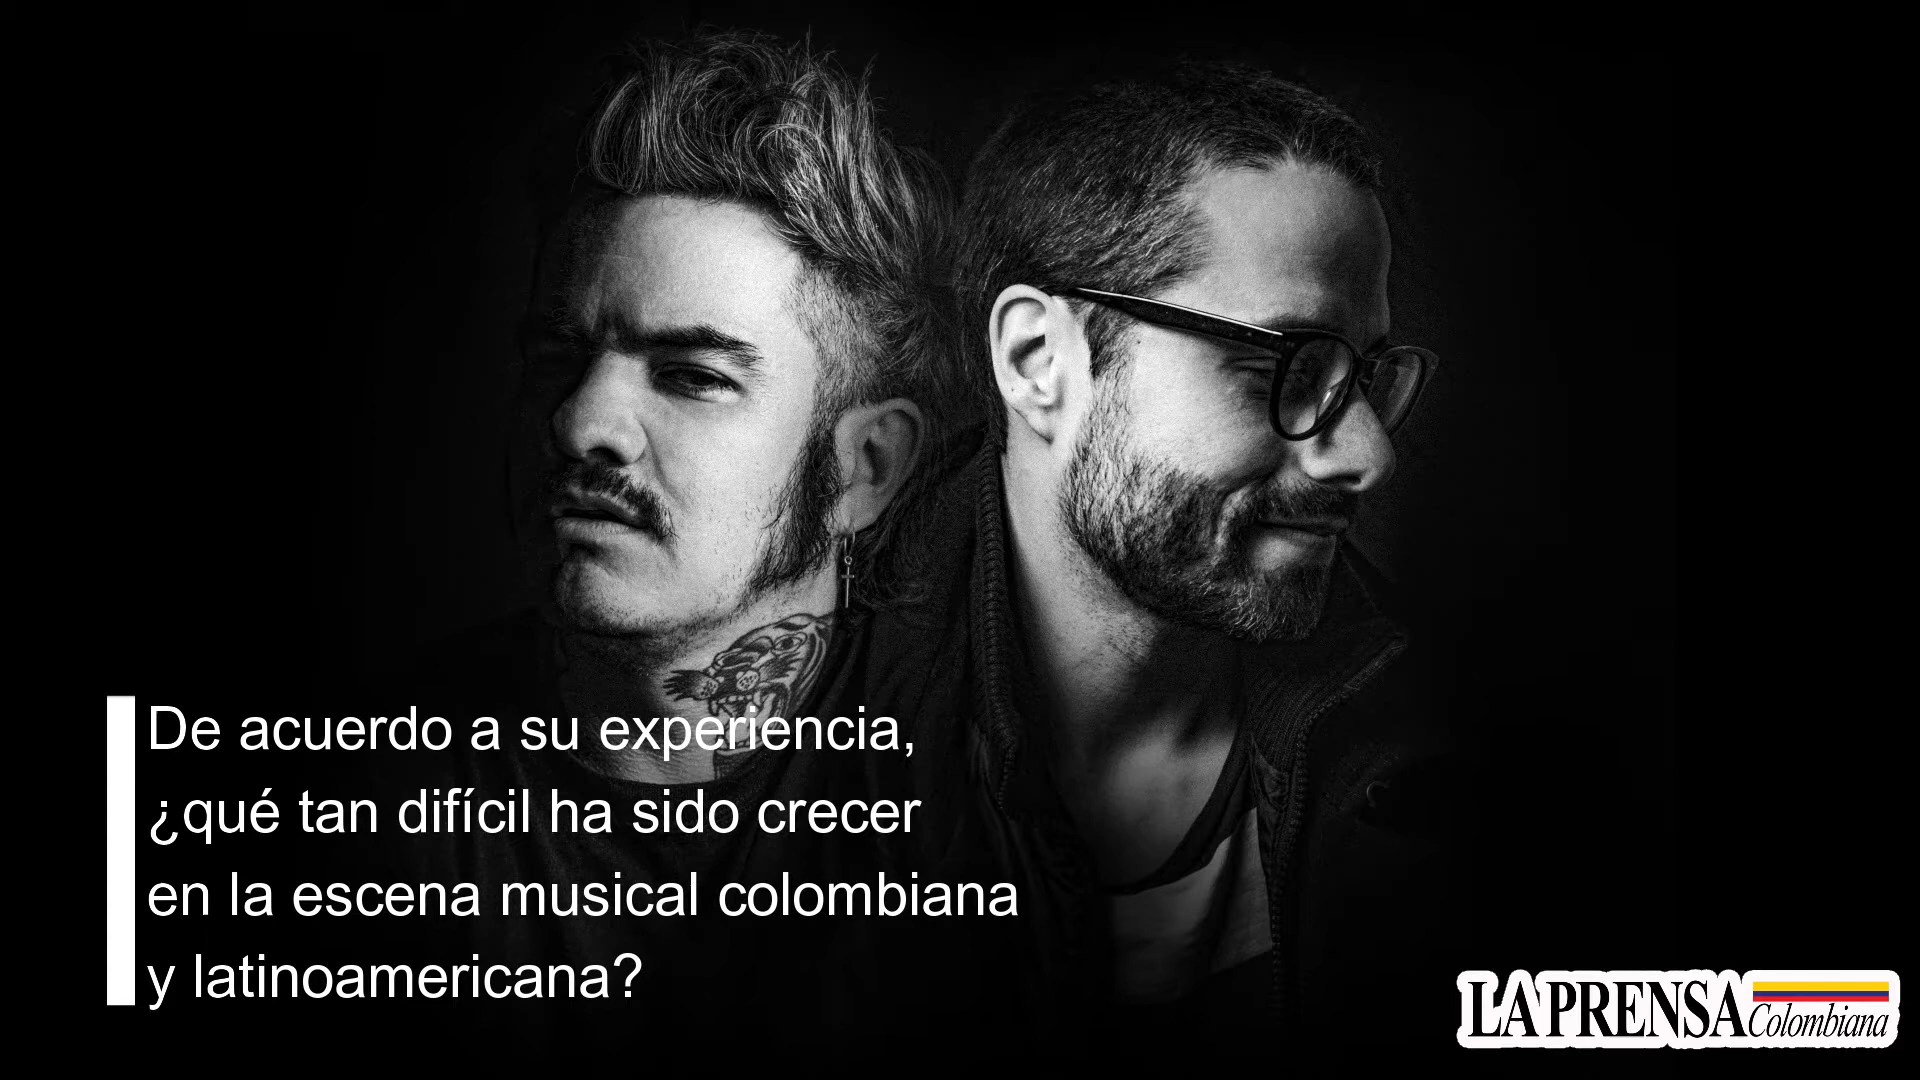 De acuerdo a su experiencia,
¿qué tan difícil ha sido crecer
en la escena musical colombiana
y latinoamericana?
LA PRENSA
Colombiana